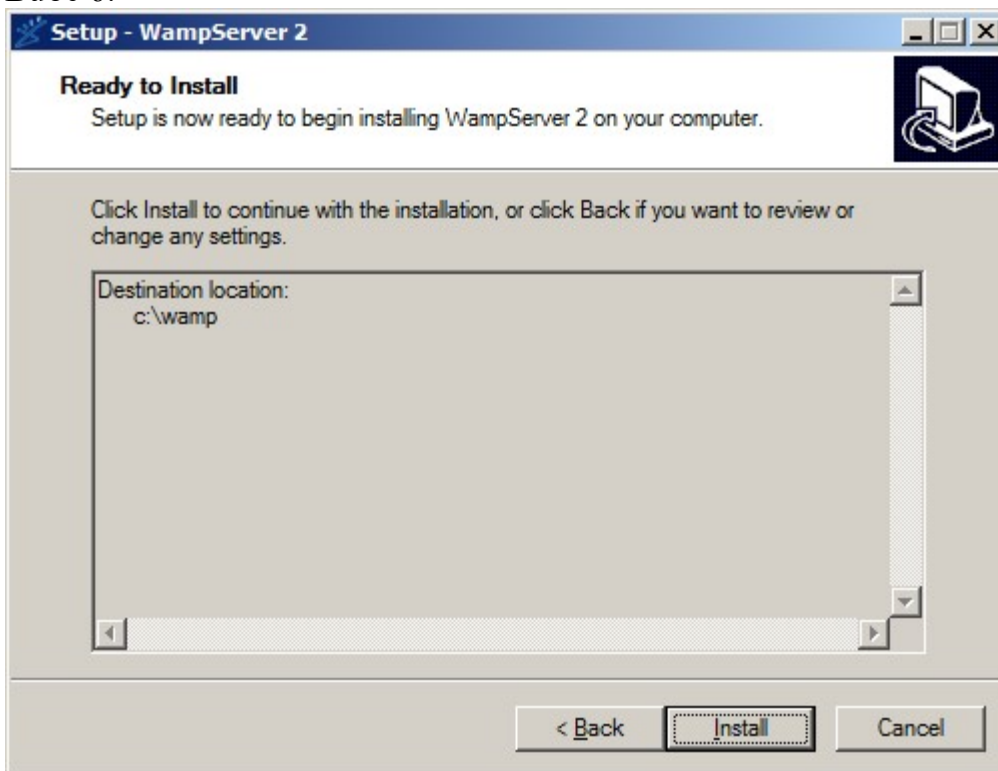 Setup - WampServer 2
Ready to Install
Setup is now ready to begin installing WampServer 2 on your computer.
Click Install to continue with the installation, or click Back if you want to review or
change any settings.
Destination location:
c:\wamp
< Back
Install
Cancel